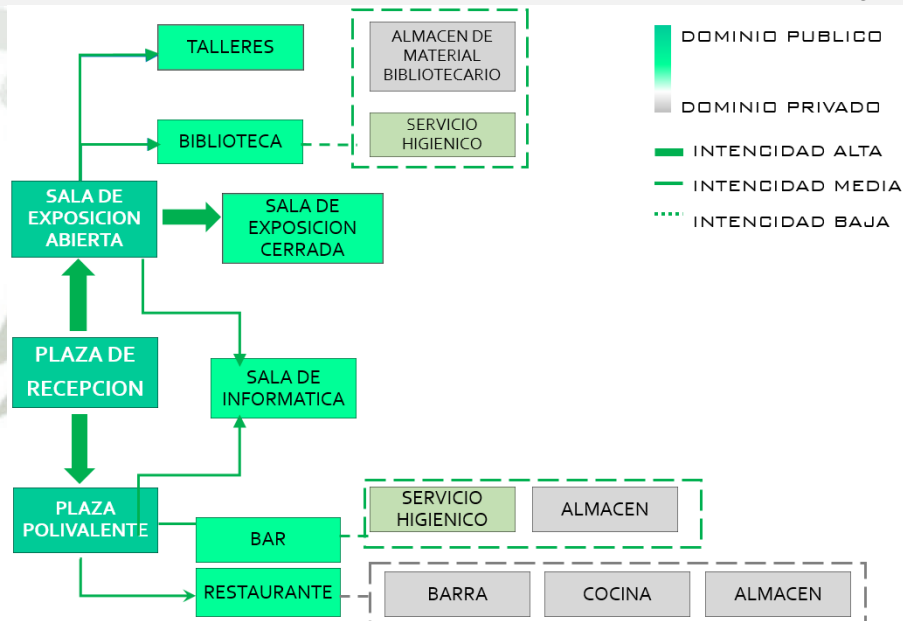 TALLERES
ALMACEN DE
MATERIAL
BIBLIOTECARIO
DOMINIO PUBLICO
DOMINIO PRIVADO
BIBLIOTECA
SERVICIO
HIGIENICO
INTENCIDAD ALTA
INTENCIDAD MEDIA
INTENCIDAD BAJA
SALA DE
EXPOSICION
ABIERTA
SALA DE
EXPOSICION
CERRADA
PLAZA DE
RECEPCION
SALA DE
INFORMATICA
PLAZA
POLIVALENTE
SERVICIO
HIGIENICO
ALMACEN
BAR
RESTAURANTE
BARRA
COCINA
ALMACEN